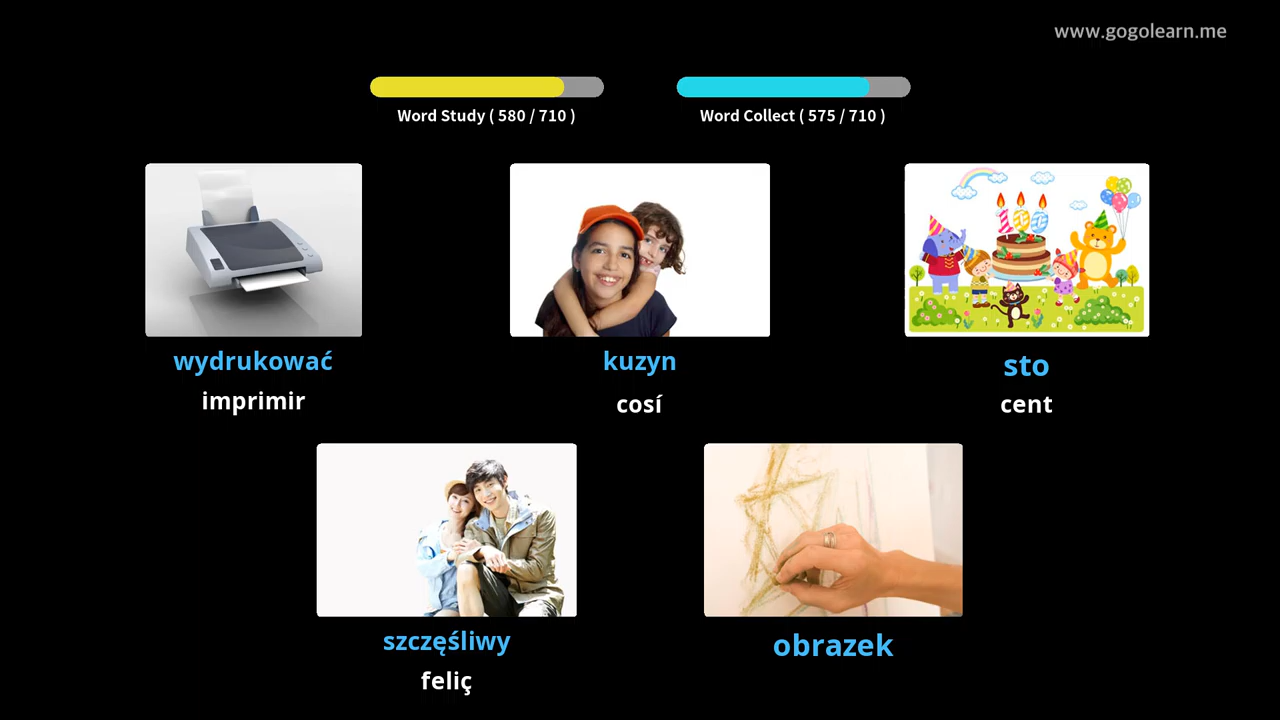 www.gogolearn.me
Word Study ( 580 / 710 )
Word Collect ( 575 / 710 )
wydrukować
imprimir
kuzyn
cosí
sto
cent
szczęśliwy
feliç
obrazek